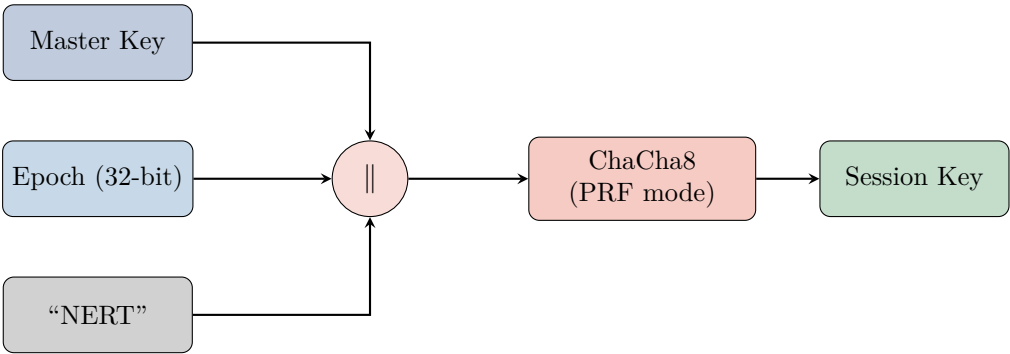 Master Key
Epoch (32-bit)
“NERT”
∥
ChaCha8
(PRF mode)
Session Key